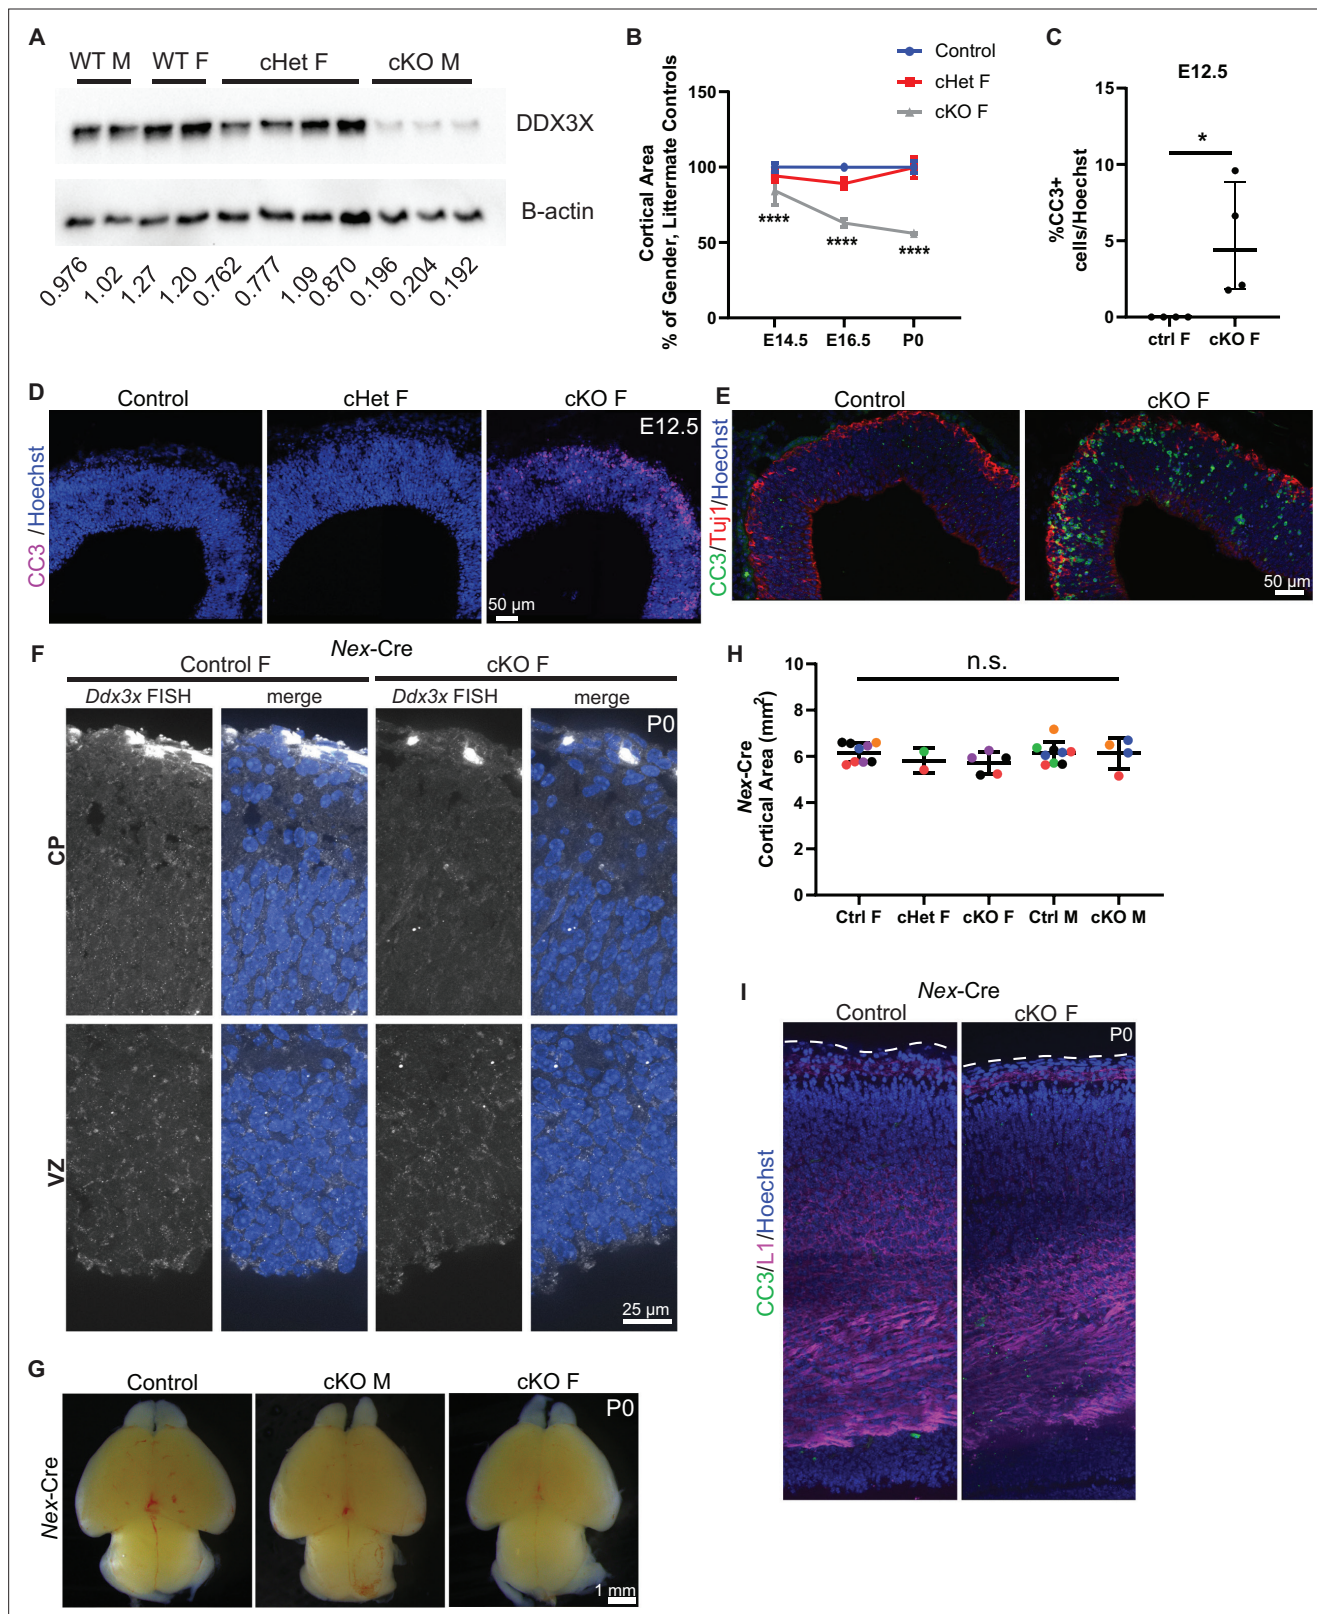 A
WT M WT F cHet F cKO M
DDX3X
B-actin
0.976 1.02 1.27 1.20 0.762 0.777 1.09 0.870 0.196 0.204 0.192
B
Control
cHet F
cKO F
Cortical Area
% of Gender, Littermate Controls
150
100
50
0
**** **** ****
E14.5 E16.5 P0
C
E12.5
%CC3+
cells/Hoechst
15
10
5
0
*
ctrl F cKO F
D
Control cHet F cKO F
CC3 /Hoechst
E12.5
50 µm
E
Control cKO F
CC3/Tuj1/Hoechst
50 µm
F
Nex-Cre
Control F cKO F
Ddx3x FISH merge Ddx3x FISH merge
P0
CP
VZ
25 µm
G
Control cKO M cKO F
Nex-Cre
P0
1 mm
H
Nex-Cre
Cortical Area (mm²)
10
8
6
4
2
0
n.s.
Ctrl F cHet F cKO F Ctrl M cKO M
I
Nex-Cre
Control cKO F
CC3/L1/Hoechst
P0